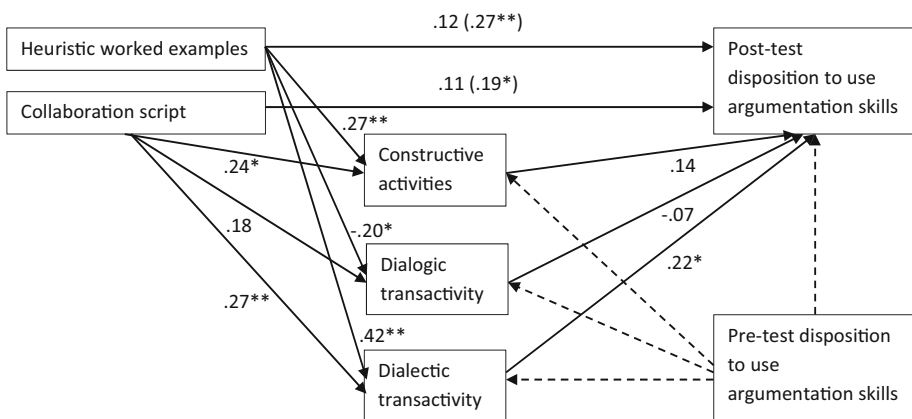 .12 (.27**)
Heuristic worked examples
Post-test
disposition to use
argumentation skills
.11 (.19*)
Collaboration script
.27**
.24*
Constructive
activities
.14
.18
-.20*
-.07
Dialogic
transactivity
.22*
.27**
.42**
Dialectic
transactivity
Pre-test disposition
to use
argumentation skills